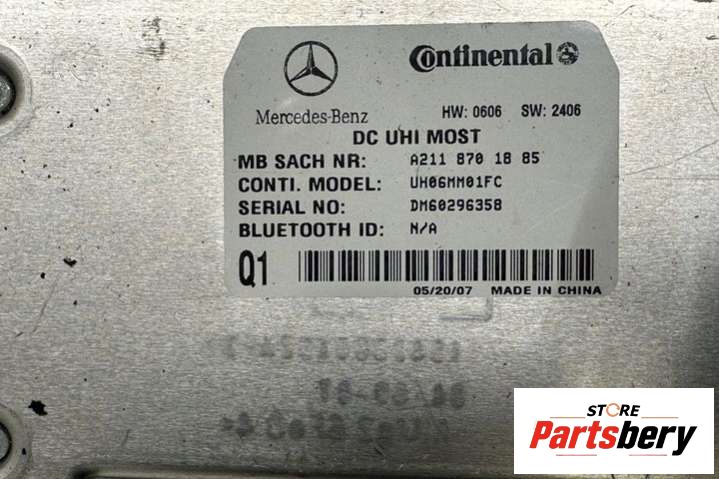 Continental
Mercedes-Benz HW: 0606 SW: 2406
DC UHI MOST
MB SACH NR: A211 870 18 85
CONTI. MODEL: UH06MM01FC
SERIAL NO: DM60296358
BLUETOOTH ID: N/A
Q1
05/20/07 MADE IN CHINA
STORE
Partsbery